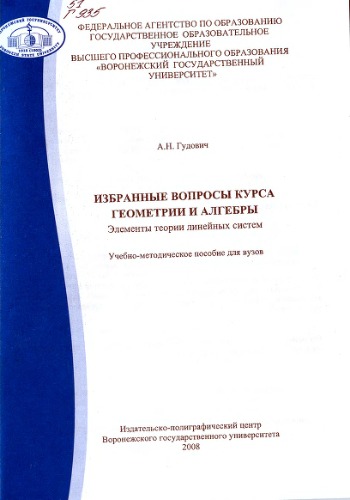 51
Г 935
ФЕДЕРАЛЬНОЕ АГЕНТСТВО ПО ОБРАЗОВАНИЮ
ГОСУДАРСТВЕННОЕ ОБРАЗОВАТЕЛЬНОЕ
УЧРЕЖДЕНИЕ
ВЫСШЕГО ПРОФЕССИОНАЛЬНОГО ОБРАЗОВАНИЯ
«ВОРОНЕЖСКИЙ ГОСУДАРСТВЕННЫЙ
УНИВЕРСИТЕТ»
А.Н. Гудович
ИЗБРАННЫЕ ВОПРОСЫ КУРСА
ГЕОМЕТРИИ И АЛГЕБРЫ
Элементы теории линейных систем
Учебно-методическое пособие для вузов
Издательско-полиграфический центр
Воронежского государственного университета
2008